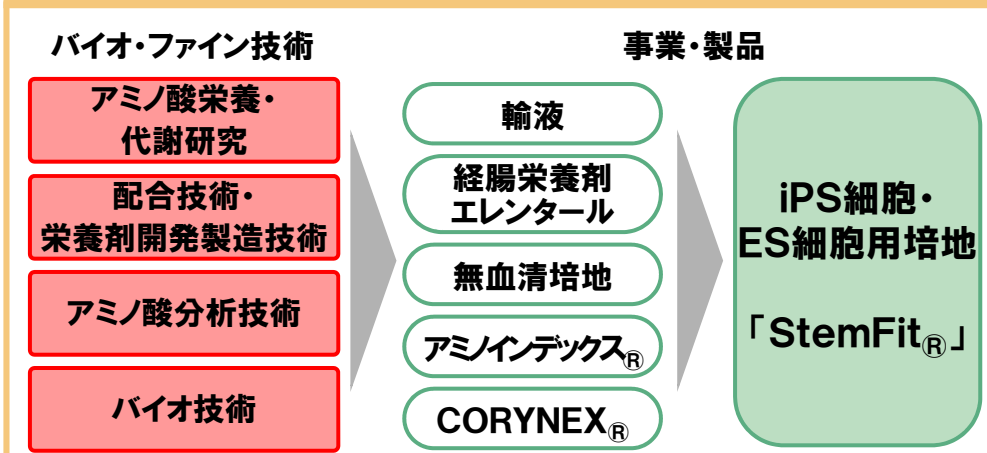 バイオ・ファイン技術
事業・製品
アミノ酸栄養・
代謝研究
配合技術・
栄養剤開発製造技術
アミノ酸分析技術
バイオ技術
輸液
経腸栄養剤
エレンタール
無血清培地
アミノインデックス®
CORYNEX®
iPS細胞・
ES細胞用培地
「StemFit®」